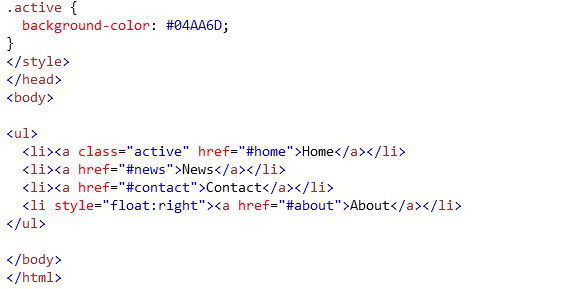 .active {
  background-color: #04AA6D;
}
</style>
</head>
<body>

<ul>
  <li><a class="active" href="#home">Home</a></li>
  <li><a href="#news">News</a></li>
  <li><a href="#contact">Contact</a></li>
  <li style="float:right"><a href="#about">About</a></li>
</ul>

</body>
</html>